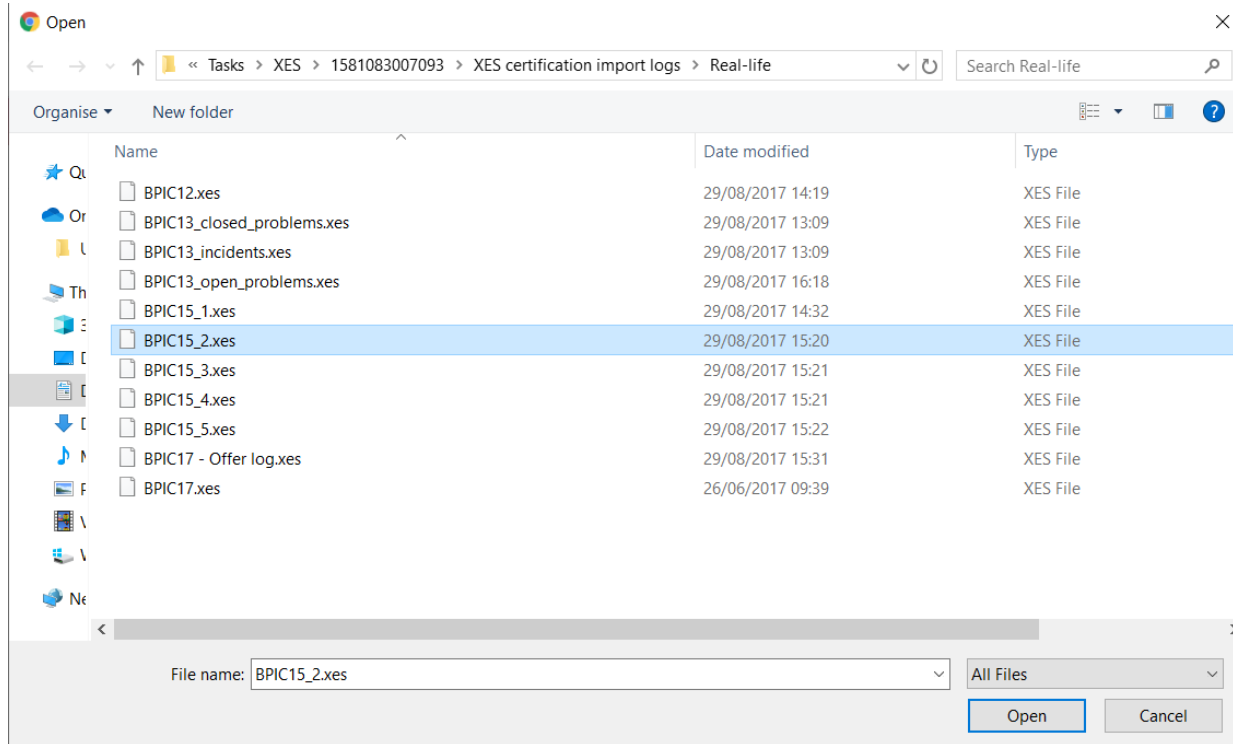 Open
« Tasks > XES > 1581083007093 > XES certification import logs > Real-life
Search Real-life
Organise New folder
?
Name Date modified Type
BPIC12.xes 29/08/2017 14:19 XES File
BPIC13_closed_problems.xes 29/08/2017 13:09 XES File
BPIC13_incidents.xes 29/08/2017 13:09 XES File
BPIC13_open_problems.xes 29/08/2017 16:18 XES File
BPIC15_1.xes 29/08/2017 14:32 XES File
BPIC15_2.xes 29/08/2017 15:20 XES File
BPIC15_3.xes 29/08/2017 15:21 XES File
BPIC15_4.xes 29/08/2017 15:21 XES File
BPIC15_5.xes 29/08/2017 15:22 XES File
BPIC17 - Offer log.xes 29/08/2017 15:31 XES File
BPIC17.xes 26/06/2017 09:39 XES File
Or
Th
Ne
File name: BPIC15_2.xes All Files
Open Cancel